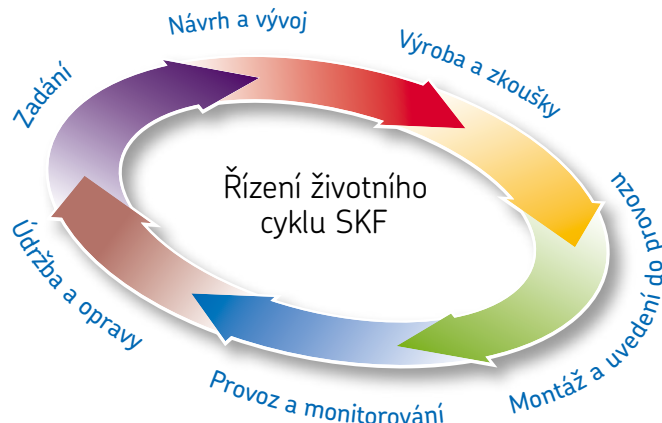 Návrh a vývoj
Výroba a zkoušky
Zadání
Řízení životního
cyklu SKF
Montáž a uvedení do provozu
Údržba a opravy
Provoz a monitorování